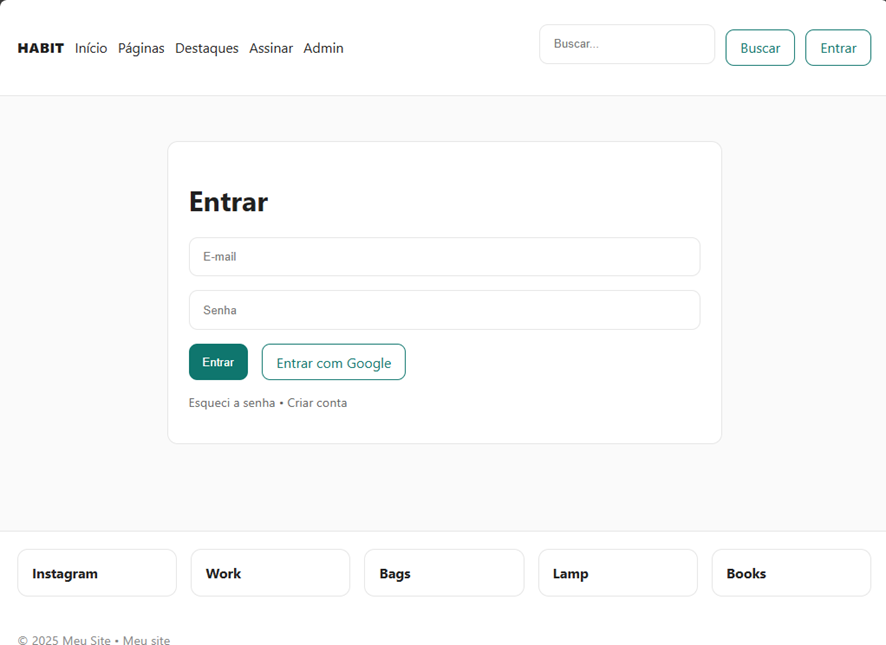 HABIT Início Páginas Destaques Assinar Admin Buscar... Buscar Entrar
Entrar
E-mail
Senha
Entrar Entrar com Google
Esqueci a senha • Criar conta
Instagram Work Bags Lamp Books
© 2025 Meu Site • Meu site